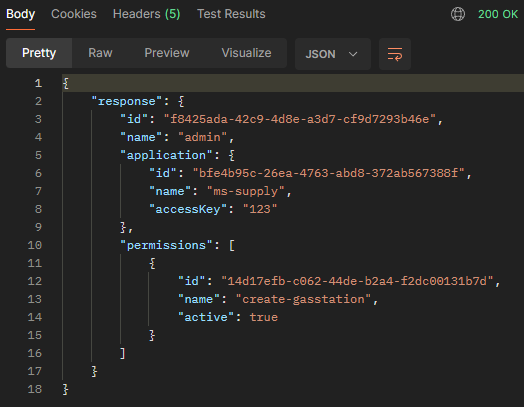 Body Cookies Headers (5) Test Results 200 OK
Pretty Raw Preview Visualize JSON
1 {
2 "response": {
3 "id": "f8425ada-42c9-4d8e-a3d7-cf9d7293b46e",
4 "name": "admin",
5 "application": {
6 "id": "bfe4b95c-26ea-4763-abd8-372ab567388f",
7 "name": "ms-supply",
8 "accessKey": "123"
9 },
10 "permissions": [
11 {
12 "id": "14d17efb-c062-44de-b2a4-f2dc00131b7d",
13 "name": "create-gasstation",
14 "active": true
15 }
16 ]
17 }
18 }